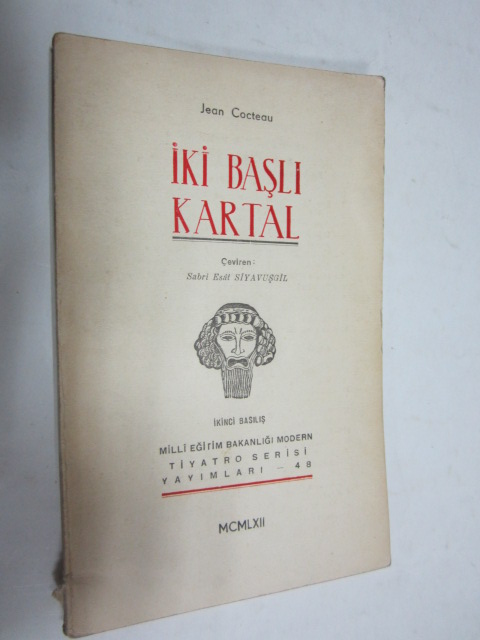 Jean Cocteau
İKİ BAŞLI
KARTAL
Çeviren:
Sabri Esat SİYAVUŞGİL
İKİNCİ BASILIŞ
MİLLİ EĞİTİM BAKANLIĞI MODERN
TİYATRO SERİSİ
YAYIMLARI – 48
MCMLXII